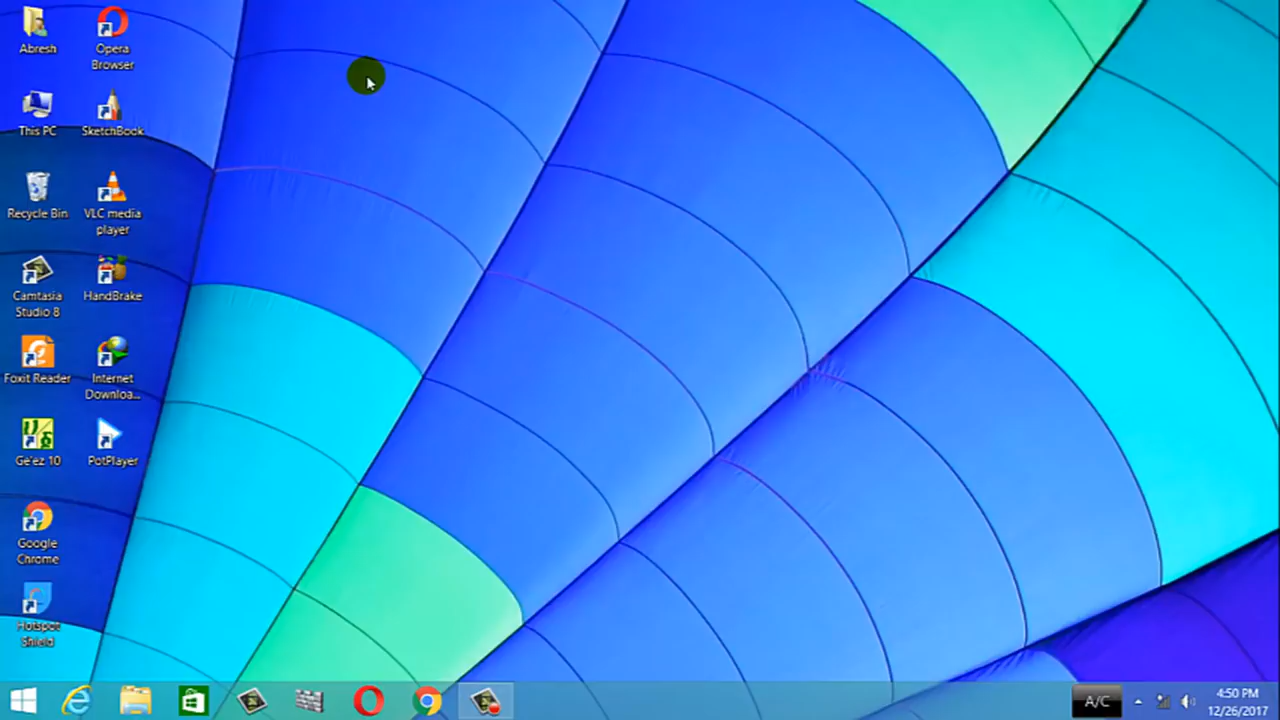 Abresh
Opera
Browser
This PC
SketchBook
Recycle Bin
VLC media
player
Camtasia
Studio 8
HandBrake
Foxit Reader
Internet
Downloa...
Ge'ez 10
PotPlayer
Google
Chrome
Hotspot
Shield
A/C
4:50 PM
12/26/2017